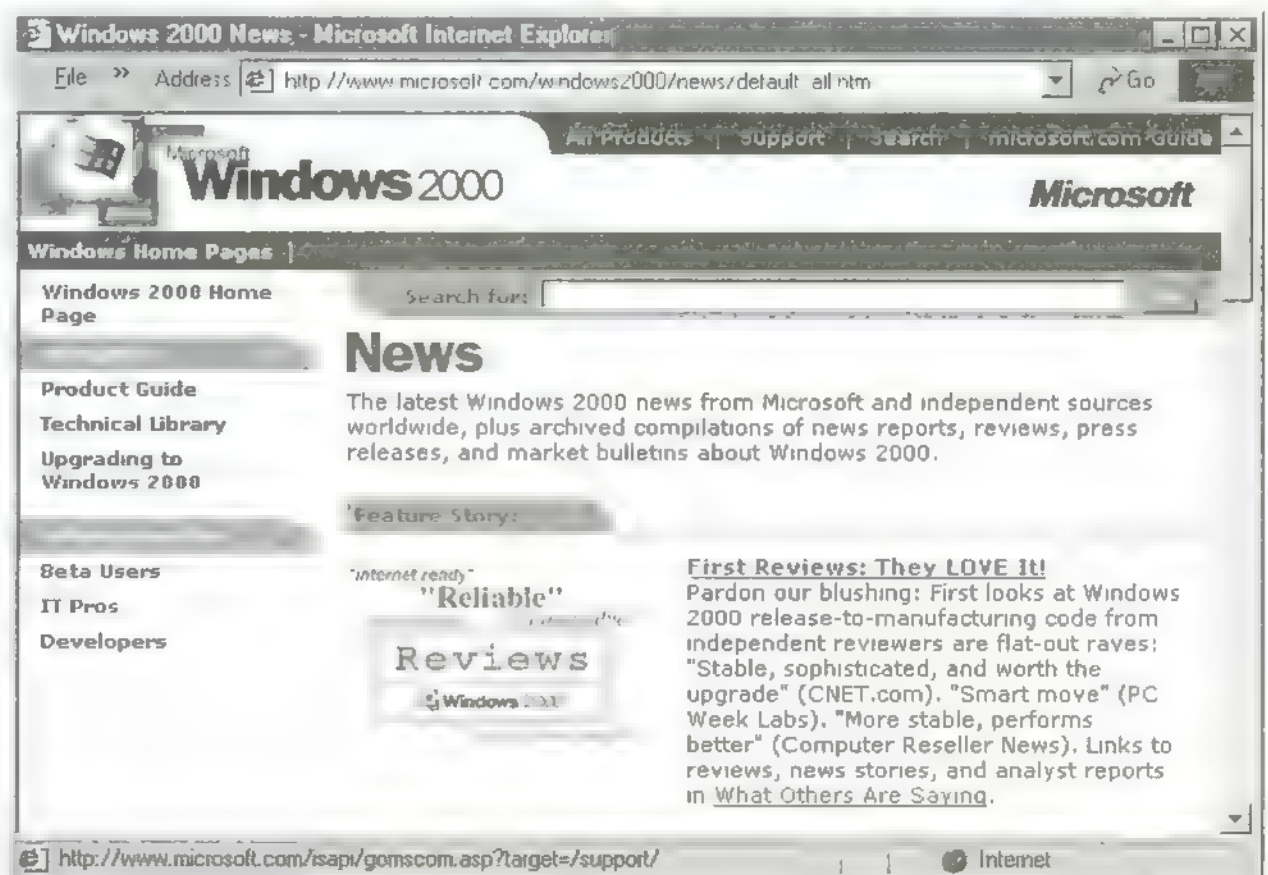 Windows 2000 News - Microsoft Internet Explorer
File » Address http://www.microsoft.com/windows2000/news/default_all.htm Go
All Products | Support | Search | microsoft.com Guide
Microsoft
Windows 2000
Microsoft
Windows Home Pages |
Windows 2000 Home
Page
Search for:
News
Product Guide
Technical Library
Upgrading to
Windows 2000
The latest Windows 2000 news from Microsoft and independent sources
worldwide, plus archived compilations of news reports, reviews, press
releases, and market bulletins about Windows 2000.
Feature Story:
Beta Users
IT Pros
Developers
"internet ready"
"Reliable"
Reviews
Windows
First Reviews: They LOVE It!
Pardon our blushing: First looks at Windows
2000 release-to-manufacturing code from
independent reviewers are flat-out raves:
"Stable, sophisticated, and worth the
upgrade" (CNET.com). "Smart move" (PC
Week Labs). "More stable, performs
better" (Computer Reseller News). Links to
reviews, news stories, and analyst reports
in What Others Are Saying.
http://www.microsoft.com/isapi/gomscom.asp?target=/support/ Internet